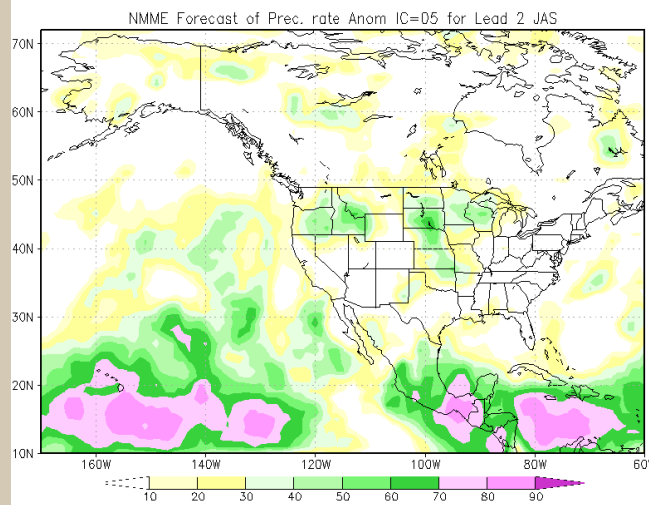 NMME Forecast of Prec. rate Anom IC=05 for Lead 2 JAS
70N
60N
50N
40N
30N
20N
10N
160W 140W 120W 100W 80W 60
10 20 30 40 50 60 70 80 90